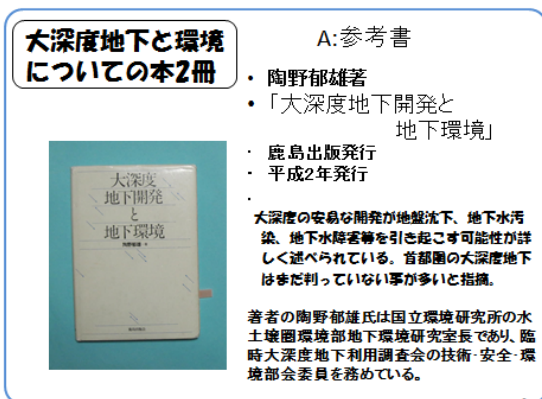 大深度地下と環境
についての本2冊
A:参考書
・ 陶野郁雄著
・ 「大深度地下開発と
地下環境」
・ 鹿島出版発行
・ 平成2年発行
・
大深度の安易な開発が地盤沈下、地下水汚
染、地下水障害等を引き起こす可能性が詳
しく述べられている。首都圏の大深度地下
はまだ判っていない事が多いと指摘。
著者の陶野郁雄氏は国立環境研究所の水
土壌圏環境部地下環境研究室長であり、臨
時大深度地下利用調査会の技術・安全・環
境部会委員を務めている。
大深度
地下開発
と
地下環境
陶野郁雄・著